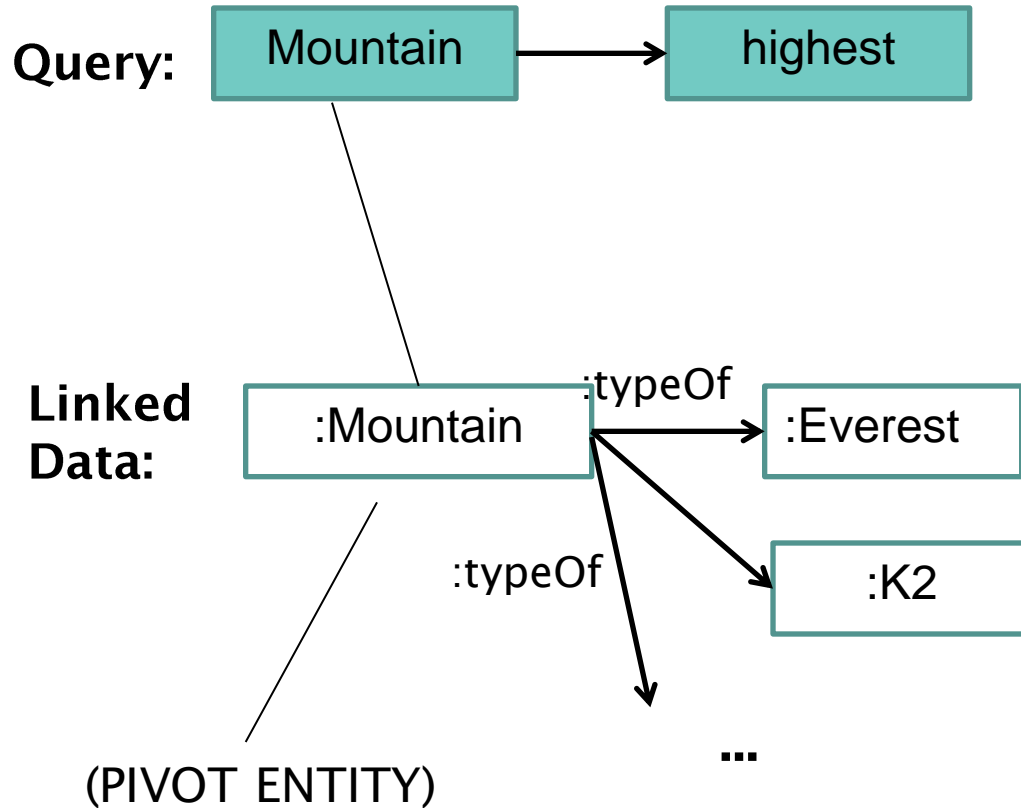 Query:
Mountain
highest
Linked
Data:
:Mountain
:typeOf
:Everest
:typeOf
:K2
...
(PIVOT ENTITY)